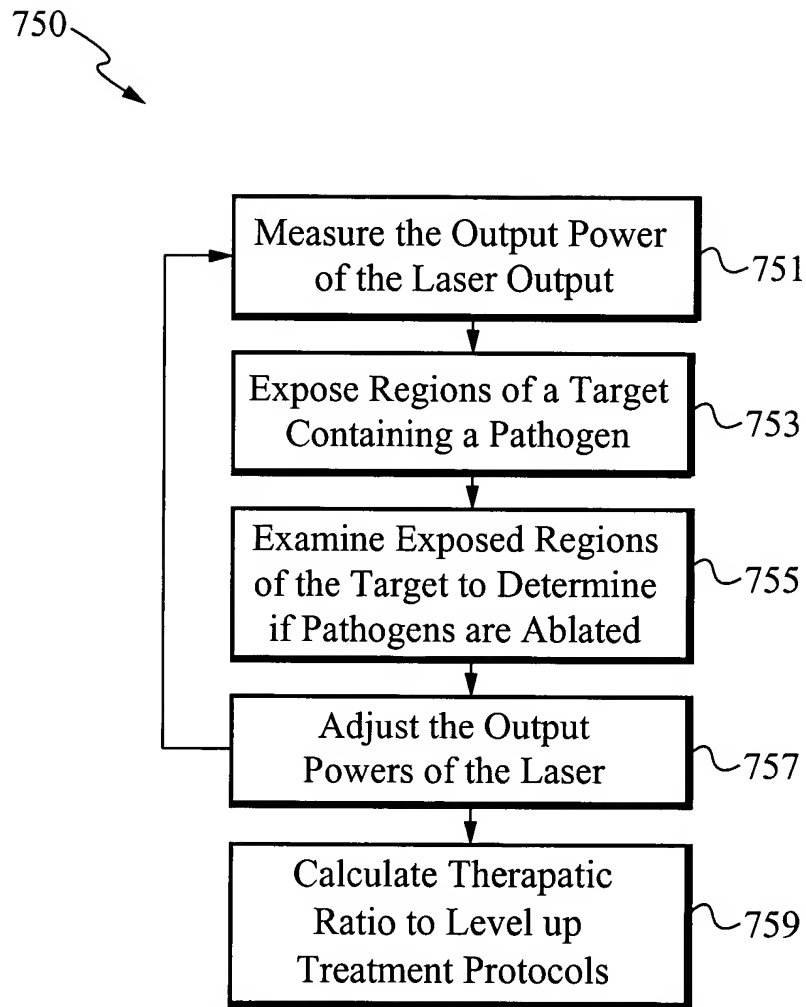 750
Measure the Output Power
of the Laser Output
751
Expose Regions of a Target
Containing a Pathogen
753
Examine Exposed Regions
of the Target to Determine
if Pathogens are Ablated
755
Adjust the Output
Powers of the Laser
757
Calculate Therapatic
Ratio to Level up
Treatment Protocols
759